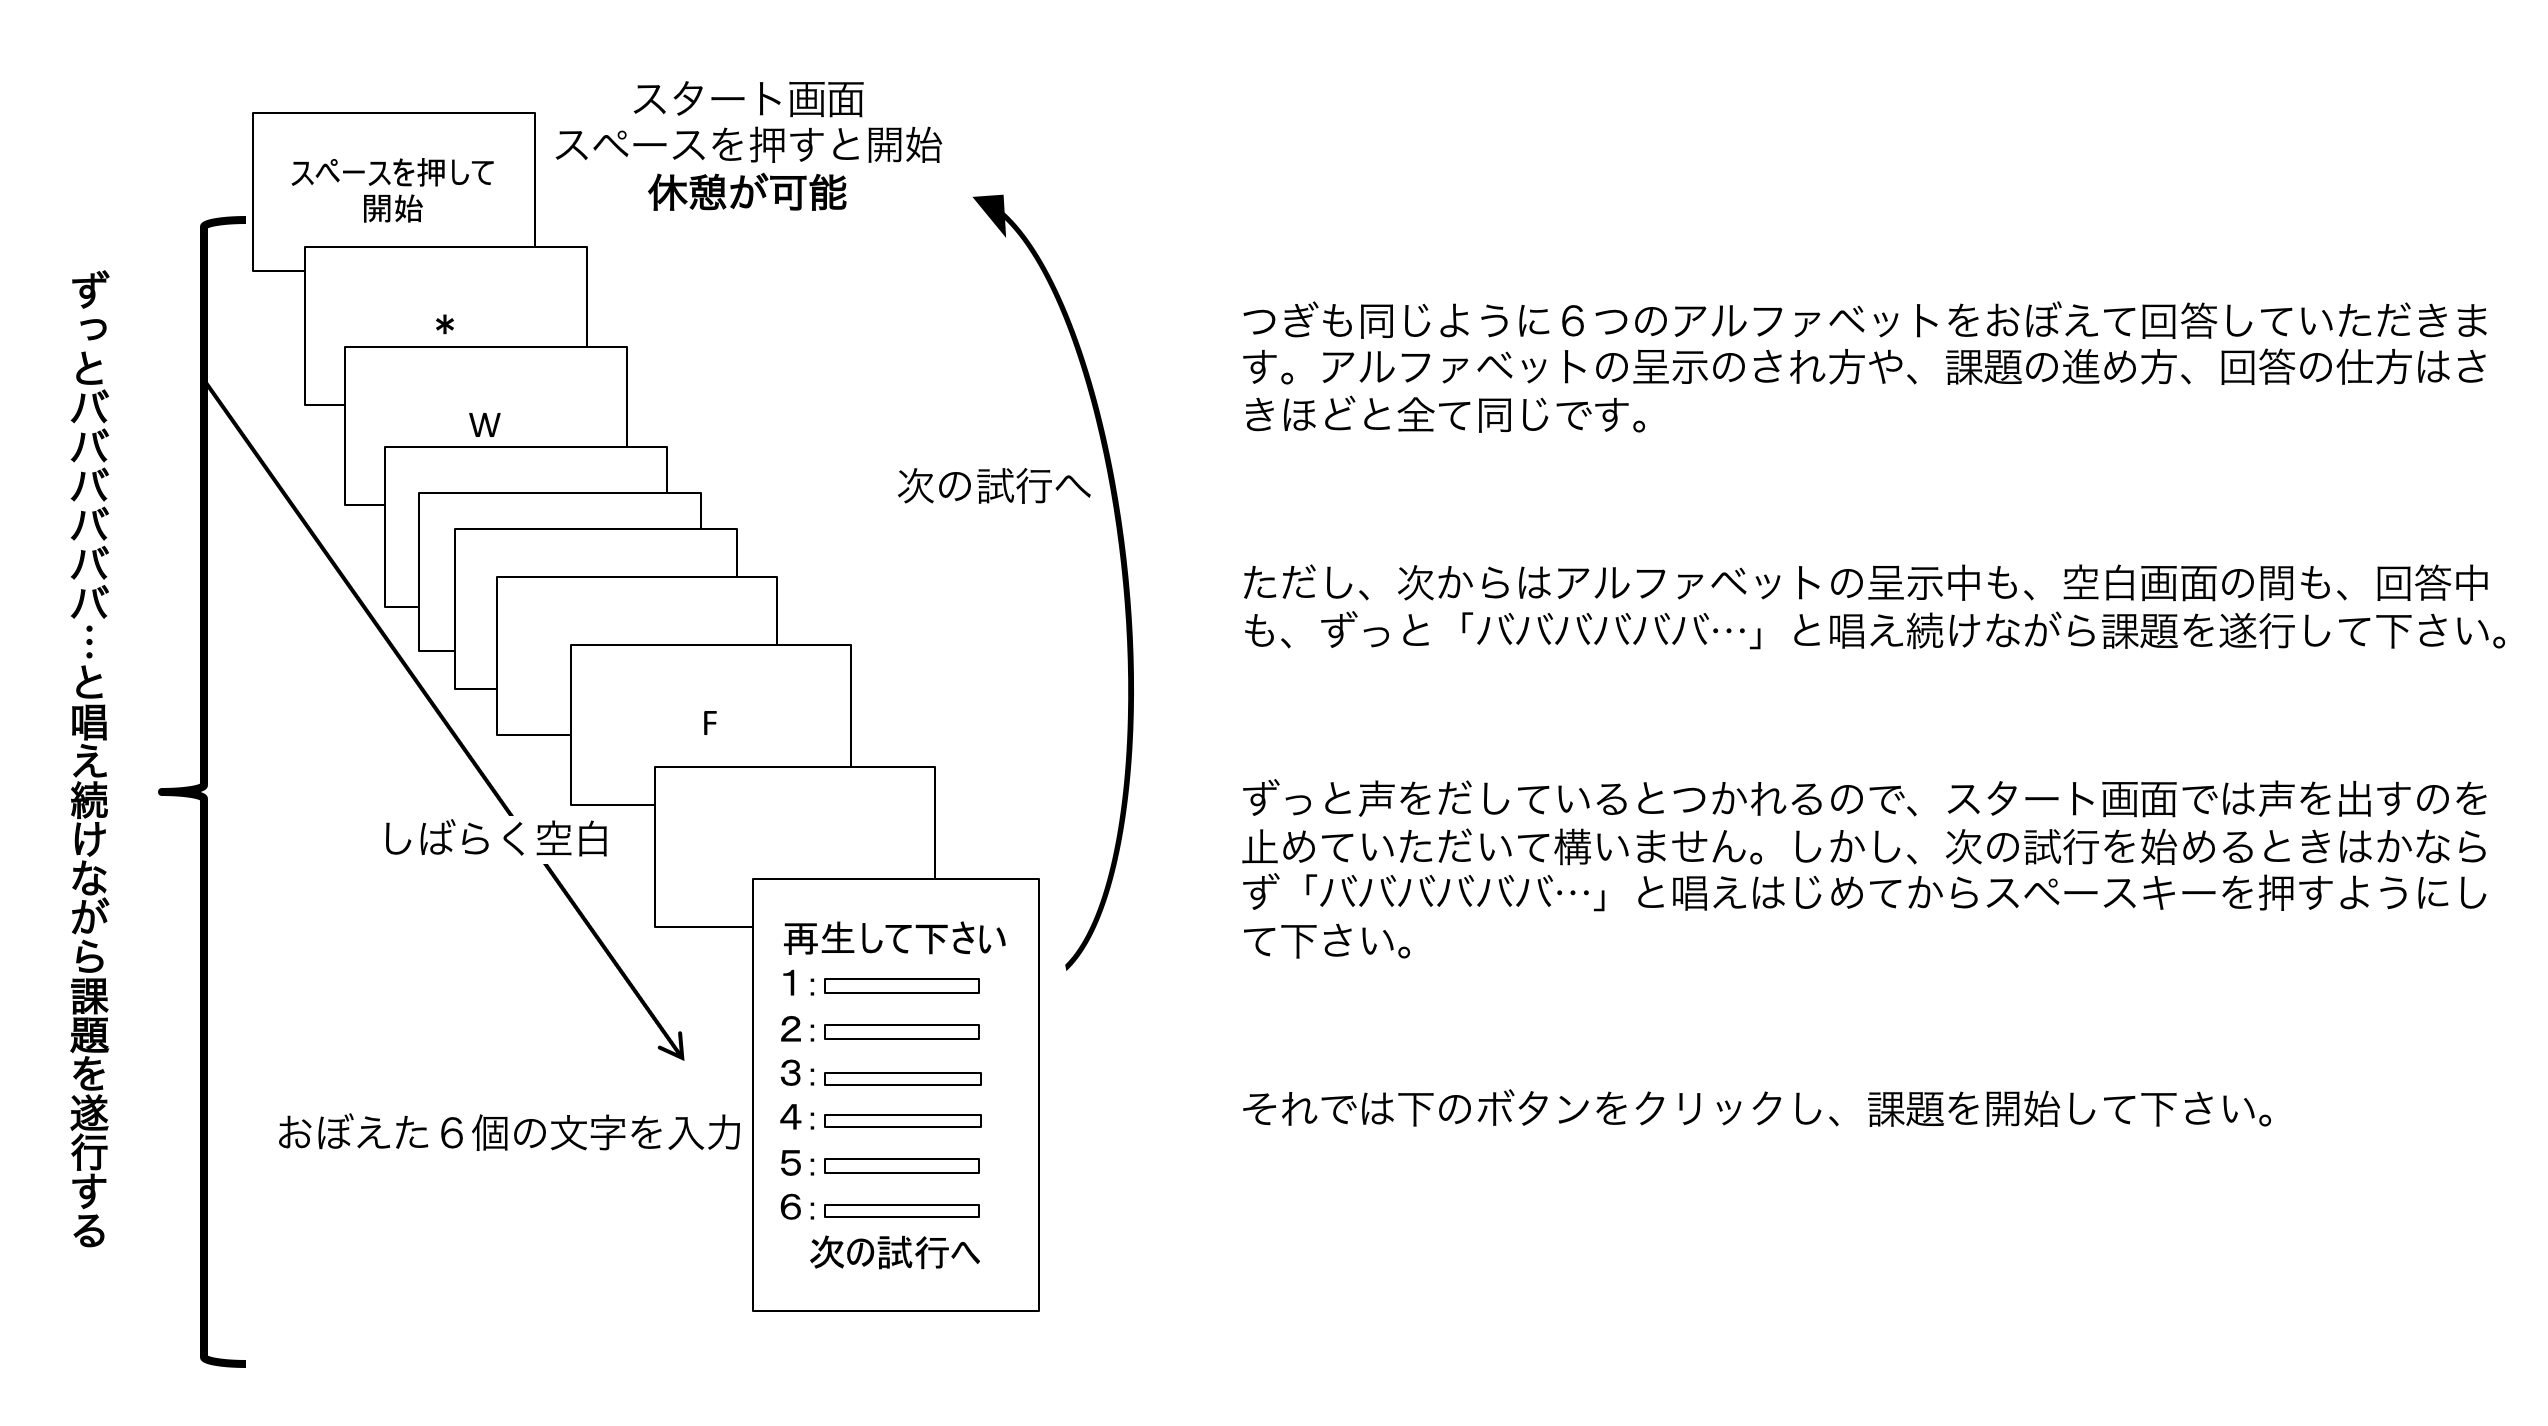 スタート画面
スペースを押すと開始
休憩が可能
スペースを押して
開始
*
W
F
しばらく空白
再生して下さい
1:
2:
3:
4:
5:
6:
次の試行へ
おぼえた６個の文字を入力
次の試行へ
ずっとババババババ…と唱え続けながら課題を遂行する
つぎも同じように６つのアルファベットをおぼえて回答していただきま
す。アルファベットの呈示のされ方や、課題の進め方、回答の仕方はさ
きほどと全て同じです。
ただし、次からはアルファベットの呈示中も、空白画面の間も、回答中
も、ずっと「ババババババ…」と唱え続けながら課題を遂行して下さい。
ずっと声をだしているとつかれるので、スタート画面では声を出すのを
止めていただいて構いません。しかし、次の試行を始めるときはかなら
ず「ババババババ…」と唱えはじめてからスペースキーを押すようにし
て下さい。
それでは下のボタンをクリックし、課題を開始して下さい。